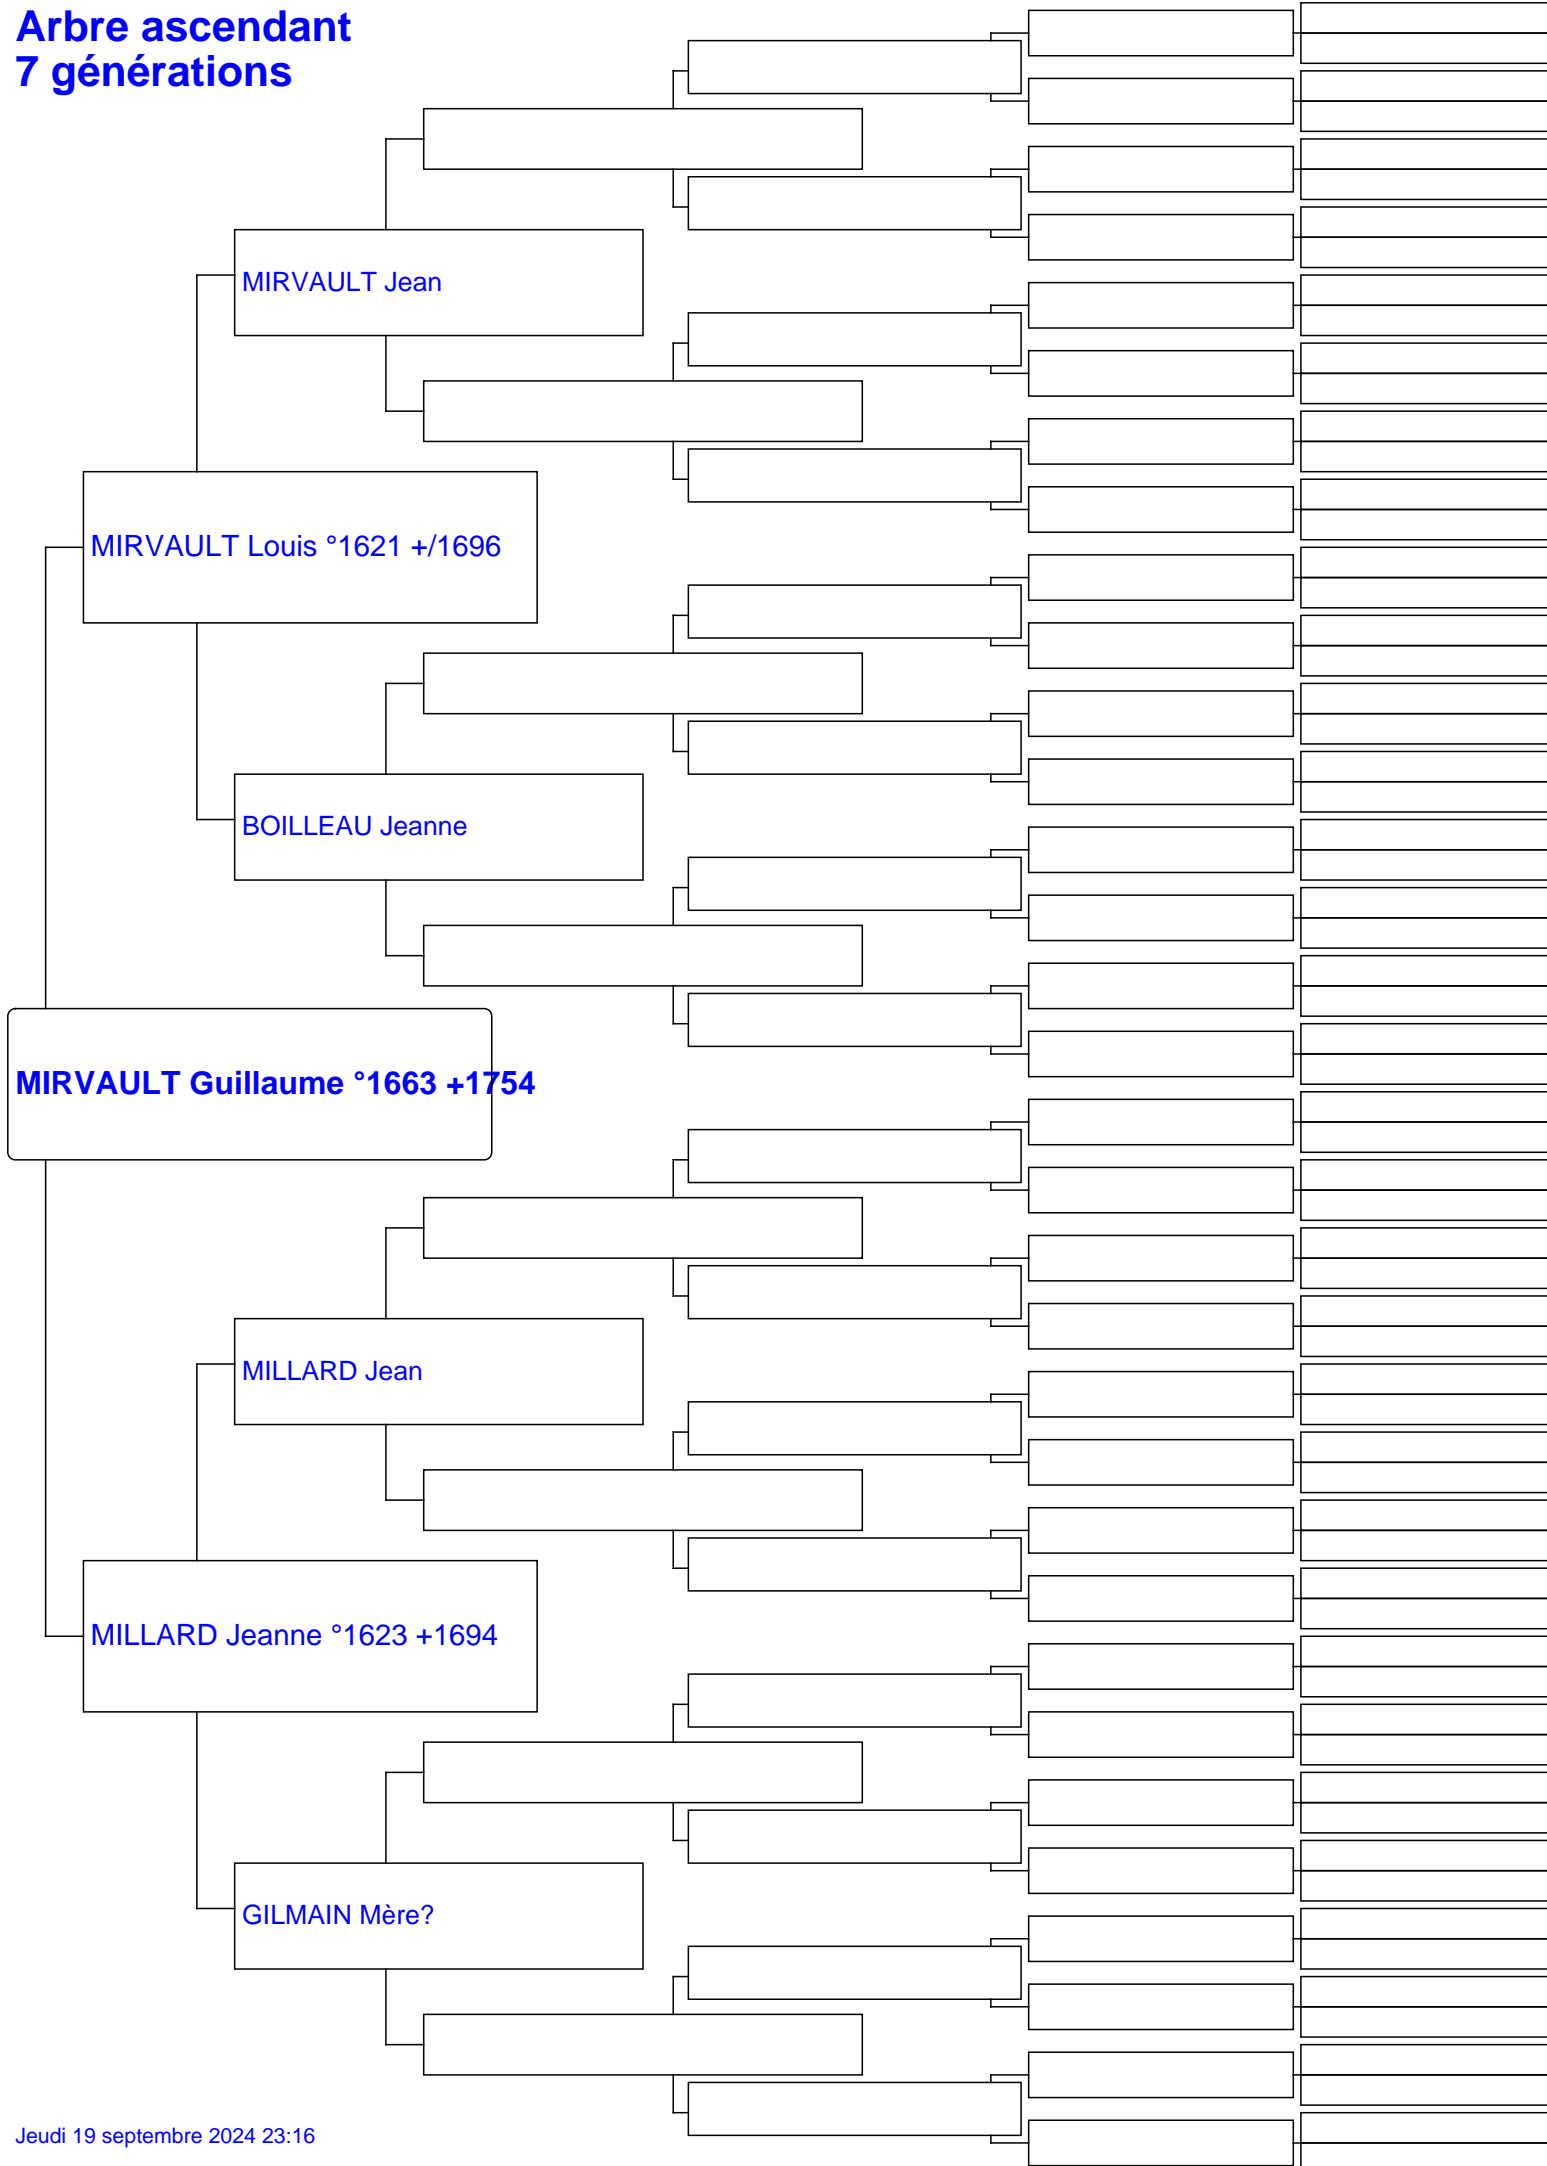 Arbre ascendant
7 générations
MIRVAULT Jean
MIRVAULT Louis °1621 +/1696
BOILLEAU Jeanne
MIRVAULT Guillaume °1663 +1754
MILLARD Jean
MILLARD Jeanne °1623 +1694
GILMAIN Mère?
Jeudi 19 septembre 2024 23:16